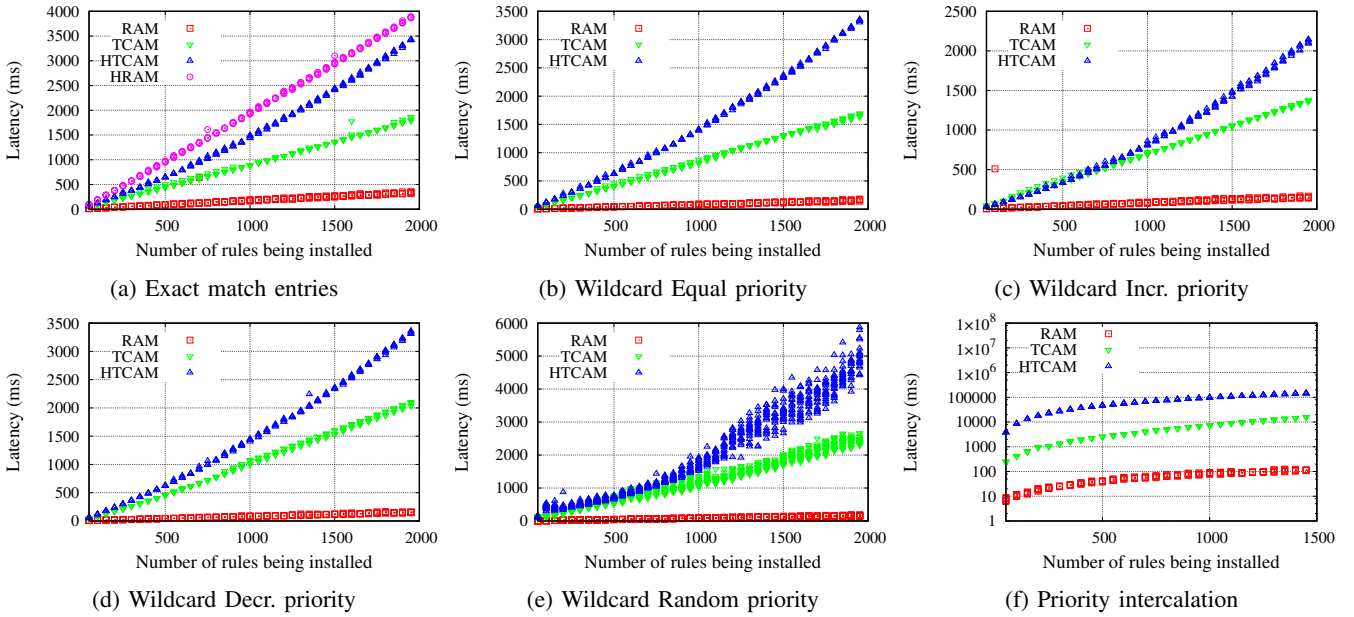 4000
3500
3000
2500
2000
1500
1000
500
0
Latency (ms)
RAM
TCAM
HTCAM
HRAM
500 1000 1500 2000
Number of rules being installed
(a) Exact match entries
3500
3000
2500
2000
1500
1000
500
0
Latency (ms)
RAM
TCAM
HTCAM
500 1000 1500 2000
Number of rules being installed
(b) Wildcard Equal priority
2500
2000
1500
1000
500
0
Latency (ms)
RAM
TCAM
HTCAM
500 1000 1500 2000
Number of rules being installed
(c) Wildcard Incr. priority
3500
3000
2500
2000
1500
1000
500
0
Latency (ms)
RAM
TCAM
HTCAM
500 1000 1500 2000
Number of rules being installed
(d) Wildcard Decr. priority
6000
5000
4000
3000
2000
1000
0
Latency (ms)
RAM
TCAM
HTCAM
500 1000 1500 2000
Number of rules being installed
(e) Wildcard Random priority
1×10⁸
1×10⁷
1×10⁶
100000
10000
1000
100
10
1
Latency (ms)
RAM
TCAM
HTCAM
500 1000 1500
Number of rules being installed
(f) Priority intercalation